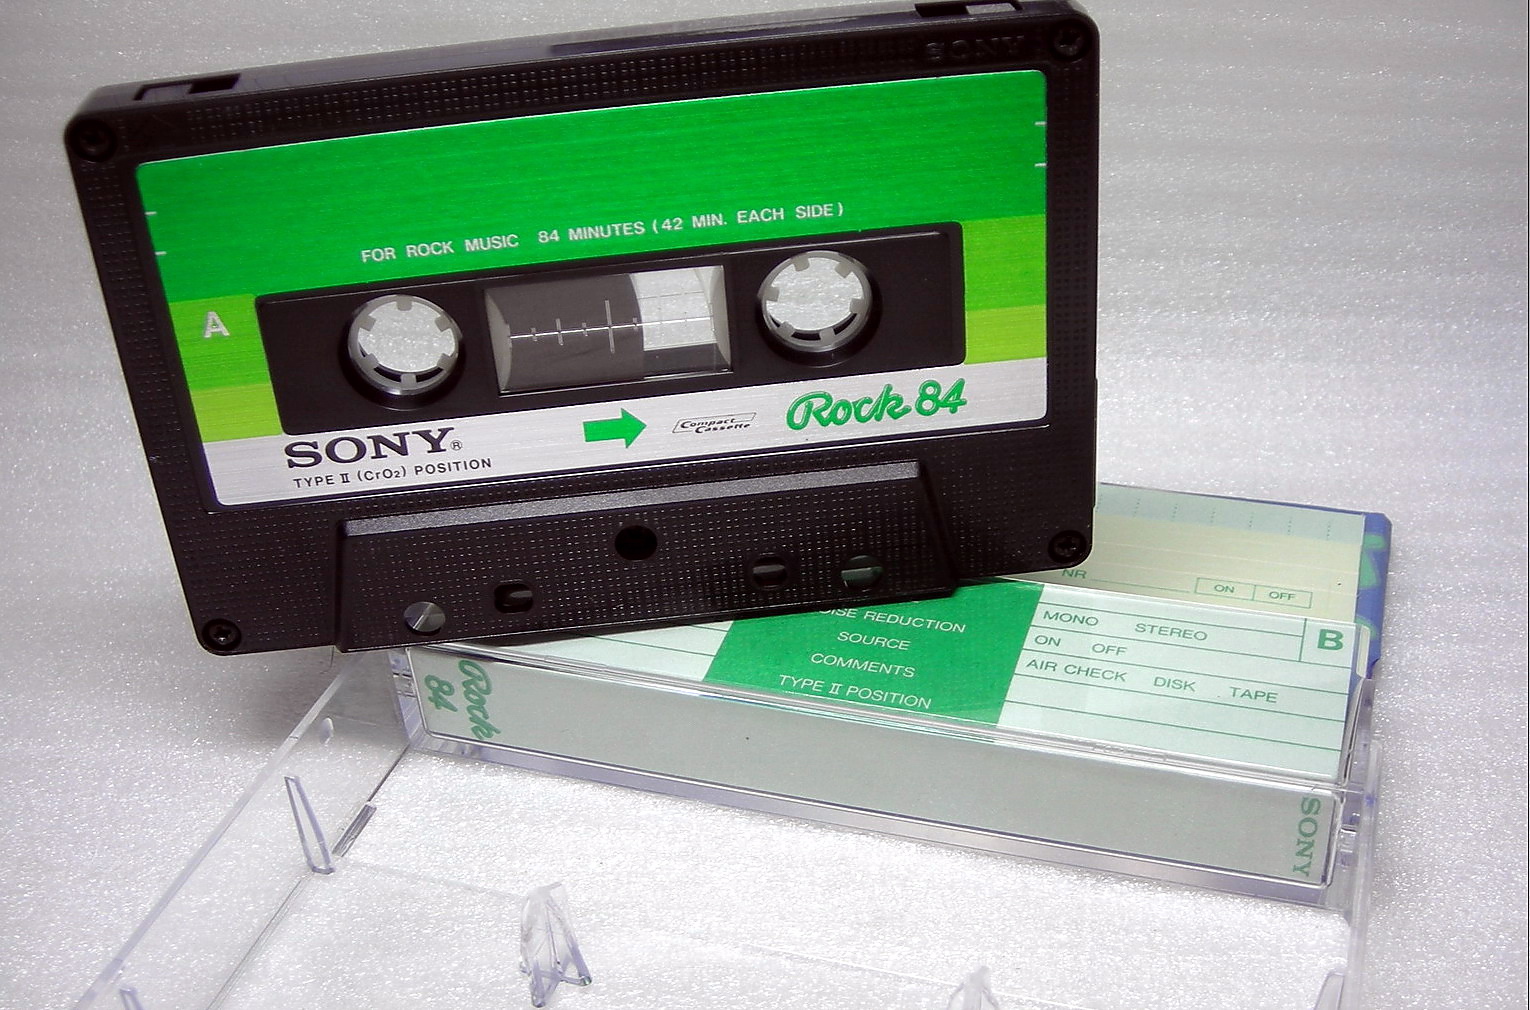 SONY
FOR ROCK MUSIC 84 MINUTES (42 MIN. EACH SIDE)
A
SONY®
TYPE II (CrO2) POSITION
Compact Cassette
Rock 84
NR ON OFF
REDUCTION
SOURCE
COMMENTS
TYPE II POSITION
MONO STEREO
B
ON OFF
AIR CHECK DISK TAPE
Rock
84
SONY